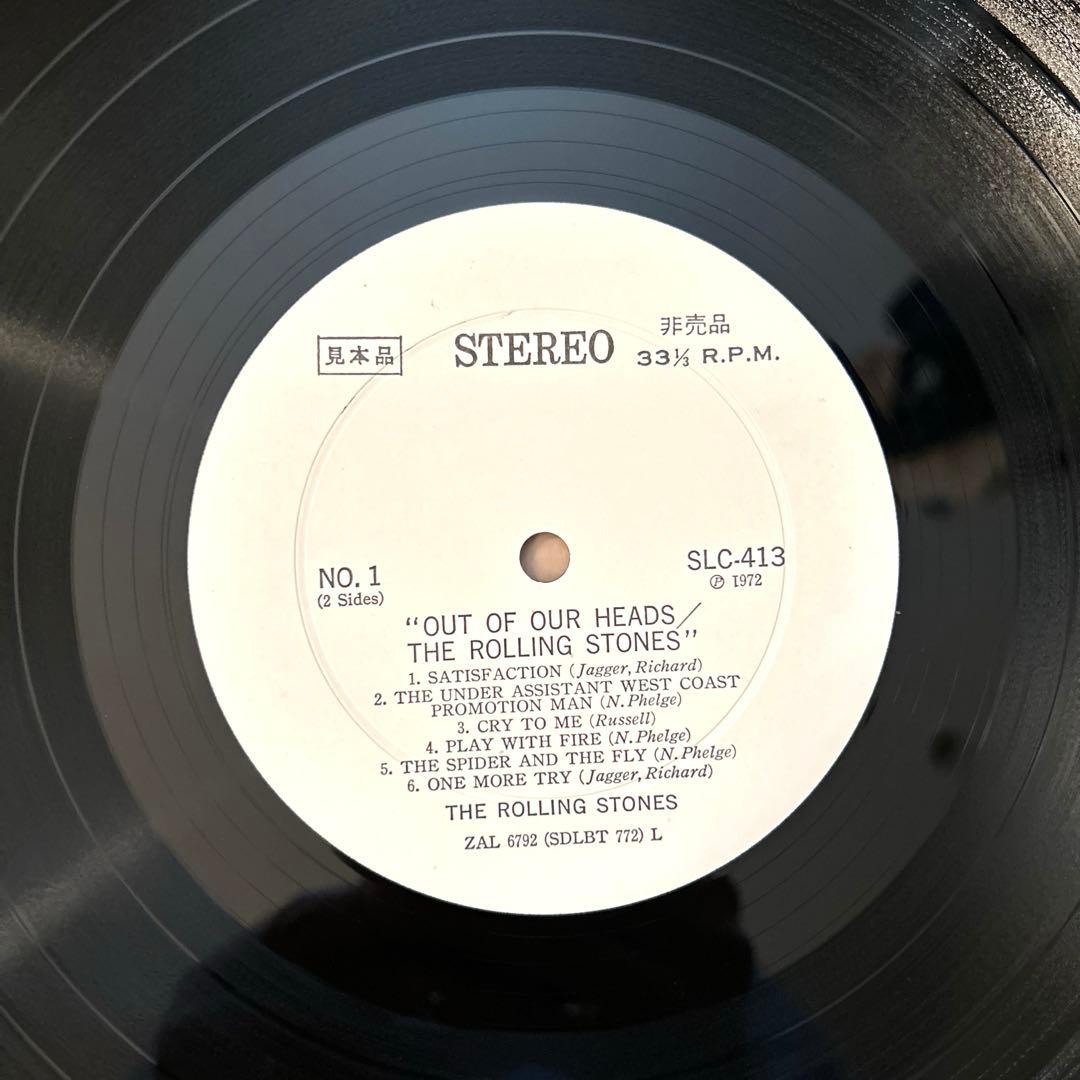 見本品
STEREO
非売品
33⅓ R.P.M.
NO. 1
(2 Sides)
SLC-413
Ⓟ 1972
“OUT OF OUR HEADS/
THE ROLLING STONES”
1. SATISFACTION (Jagger, Richard)
2. THE UNDER ASSISTANT WEST COAST
PROMOTION MAN (N. Phelge)
3. CRY TO ME (Russell)
4. PLAY WITH FIRE (N. Phelge)
5. THE SPIDER AND THE FLY (N. Phelge)
6. ONE MORE TRY (Jagger, Richard)
THE ROLLING STONES
ZAL 6792 (SDLBT 772) L